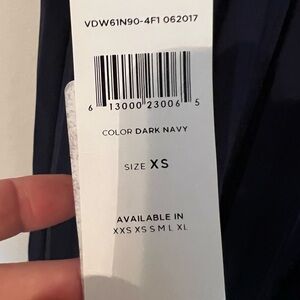 VDW61N90-4F1 062017
6 13000 23006 5
COLOR DARK NAVY
SIZE XS
AVAILABLE IN
XXS XS S M L XL